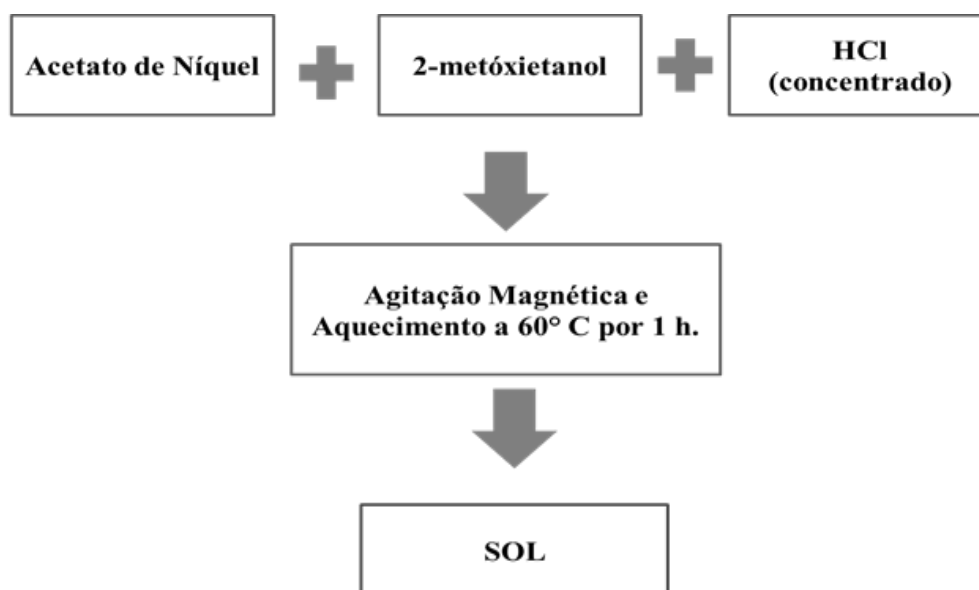 Acetato de Níquel
2-metóxietanol
HCl
(concentrado)
Agitação Magnética e
Aquecimento a 60° C por 1 h.
SOL